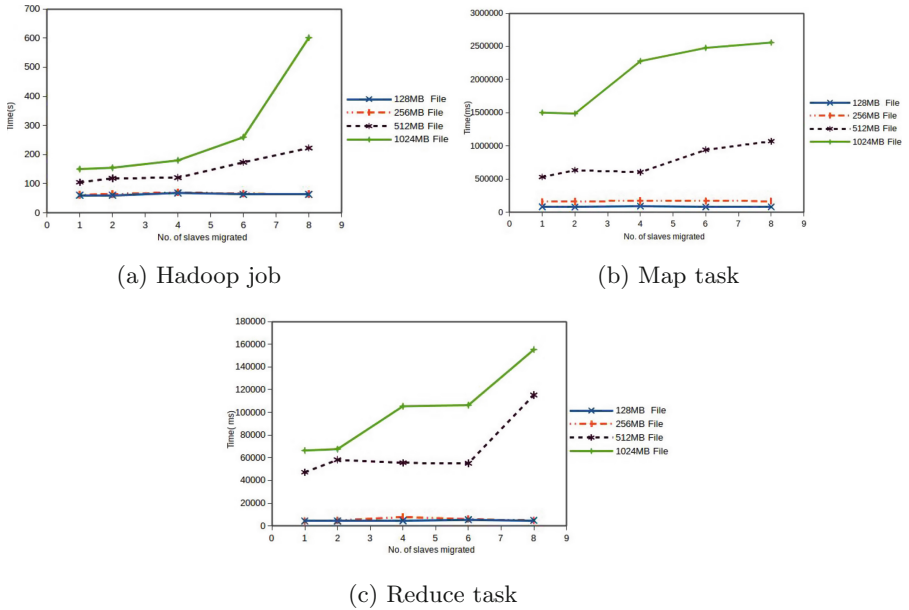 700
600
500
400
300
200
100
0
Time(s)
0 1 2 3 4 5 6 7 8 9
No. of slaves migrated
128MB File
256MB File
512MB File
1024MB File
(a) Hadoop job
3000000
2500000
2000000
1500000
1000000
500000
0
Time(ms)
0 1 2 3 4 5 6 7 8 9
No. of slaves migrated
128MB File
256MB File
512MB File
1024MB File
(b) Map task
180000
160000
140000
120000
100000
80000
60000
40000
20000
0
Time( ms)
0 1 2 3 4 5 6 7 8 9
No. of slaves migrated
128MB File
256MB File
512MB File
1024MB File
(c) Reduce task